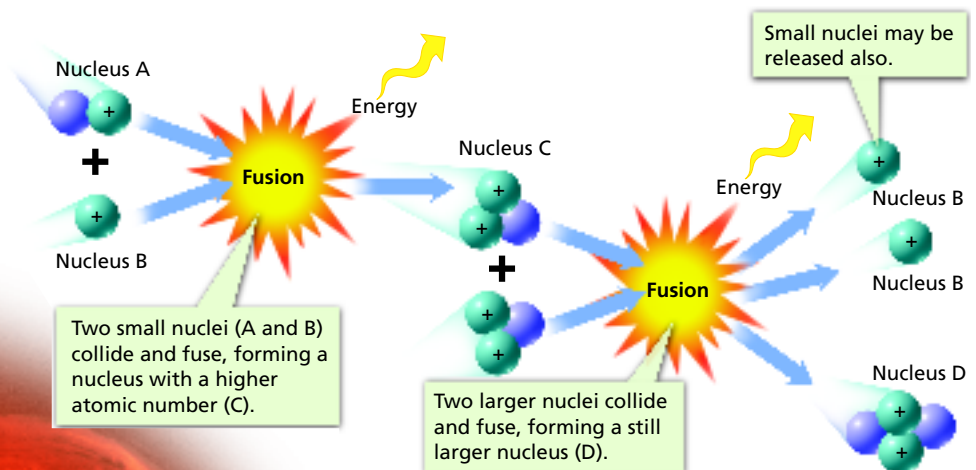 Nucleus A
+
+
Nucleus B
Fusion
Energy
Two small nuclei (A and B)
collide and fuse, forming a
nucleus with a higher
atomic number (C).
Nucleus C
+
+
+
+
+
Fusion
Two larger nuclei collide
and fuse, forming a still
larger nucleus (D).
Energy
Small nuclei may be
released also.
+
Nucleus B
+
Nucleus B
Nucleus D
+
+